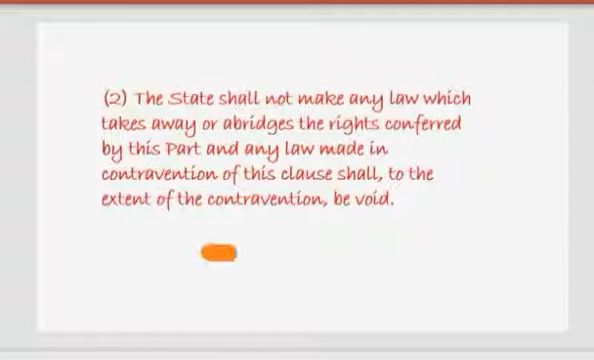 (2) The State shall not make any law which
takes away or abridges the rights conferred
by this Part and any law made in
contravention of this clause shall, to the
extent of the contravention, be void.